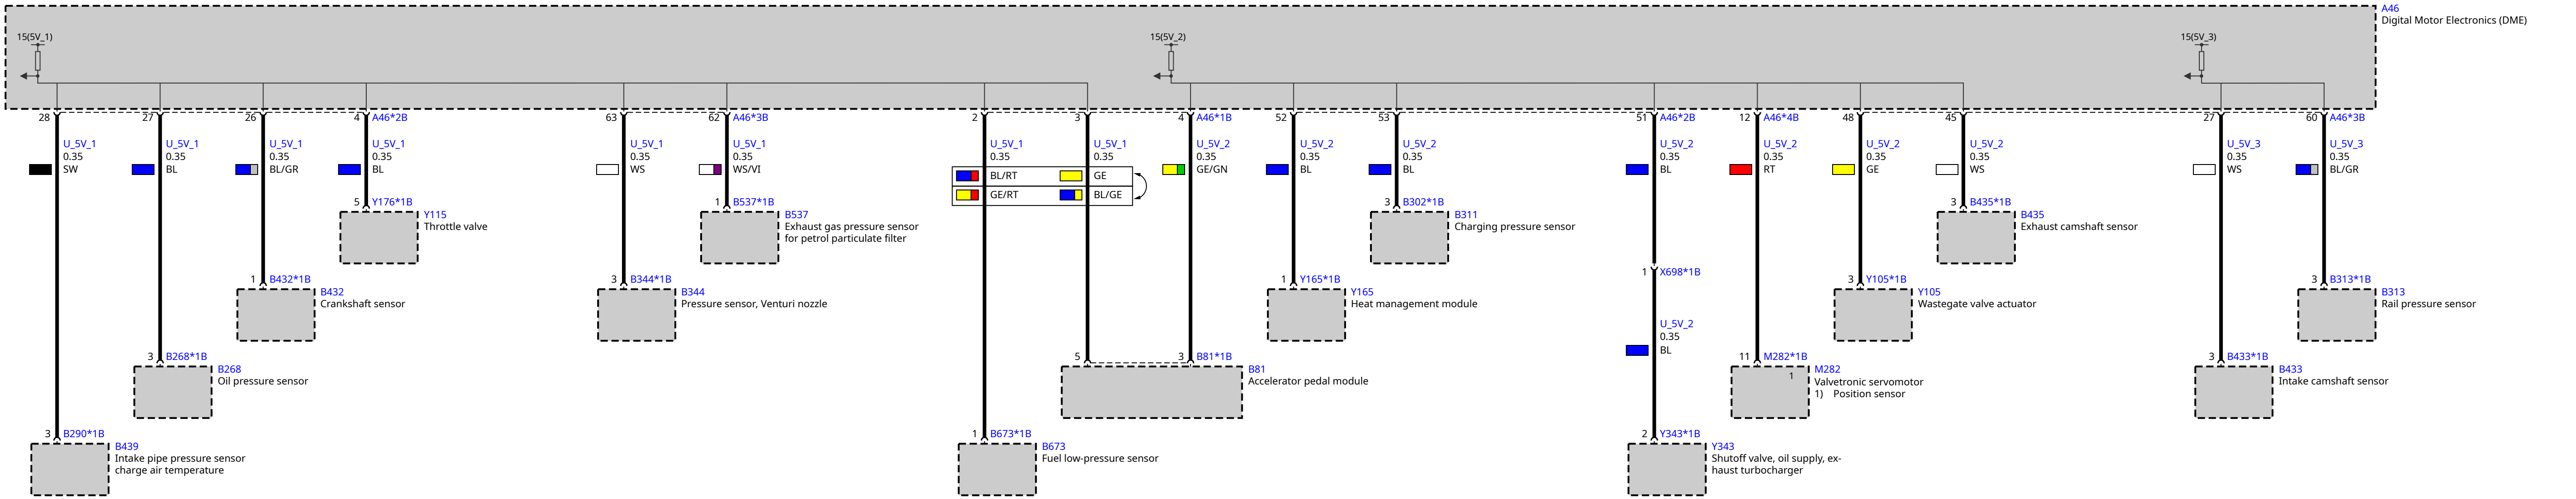 A46
Digital Motor Electronics (DME)
15(5V_1)
15(5V_2)
15(5V_3)
28
27
26
4
A46*2B
63
62
A46*3B
2
3
4
A46*1B
52
53
51
A46*2B
12
A46*4B
48
45
27
60
A46*3B
U_5V_1
0.35
SW
U_5V_1
0.35
BL
U_5V_1
0.35
BL/GR
U_5V_1
0.35
BL
U_5V_1
0.35
WS
U_5V_1
0.35
WS/VI
U_5V_1
0.35
BL/RT
GE/RT
U_5V_1
0.35
GE
BL/GE
U_5V_2
0.35
GE/GN
U_5V_2
0.35
BL
U_5V_2
0.35
BL
U_5V_2
0.35
BL
U_5V_2
0.35
RT
U_5V_2
0.35
GE
U_5V_2
0.35
WS
U_5V_3
0.35
WS
U_5V_3
0.35
BL/GR
5
Y176*1B
Y115
Throttle valve
1
B537*1B
B537
Exhaust gas pressure sensor
for petrol particulate filter
3
B302*1B
B311
Charging pressure sensor
3
B435*1B
B435
Exhaust camshaft sensor
1
X698*1B
1
B432*1B
B432
Crankshaft sensor
3
B344*1B
B344
Pressure sensor, Venturi nozzle
1
Y165*1B
Y165
Heat management module
3
Y105*1B
Y105
Wastegate valve actuator
3
B313*1B
B313
Rail pressure sensor
U_5V_2
0.35
BL
3
B268*1B
B268
Oil pressure sensor
5
3
B81*1B
B81
Accelerator pedal module
11
M282*1B
1
M282
Valvetronic servomotor
1) Position sensor
3
B433*1B
B433
Intake camshaft sensor
3
B290*1B
B439
Intake pipe pressure sensor
charge air temperature
1
B673*1B
B673
Fuel low-pressure sensor
2
Y343*1B
Y343
Shutoff valve, oil supply, ex-
haust turbocharger